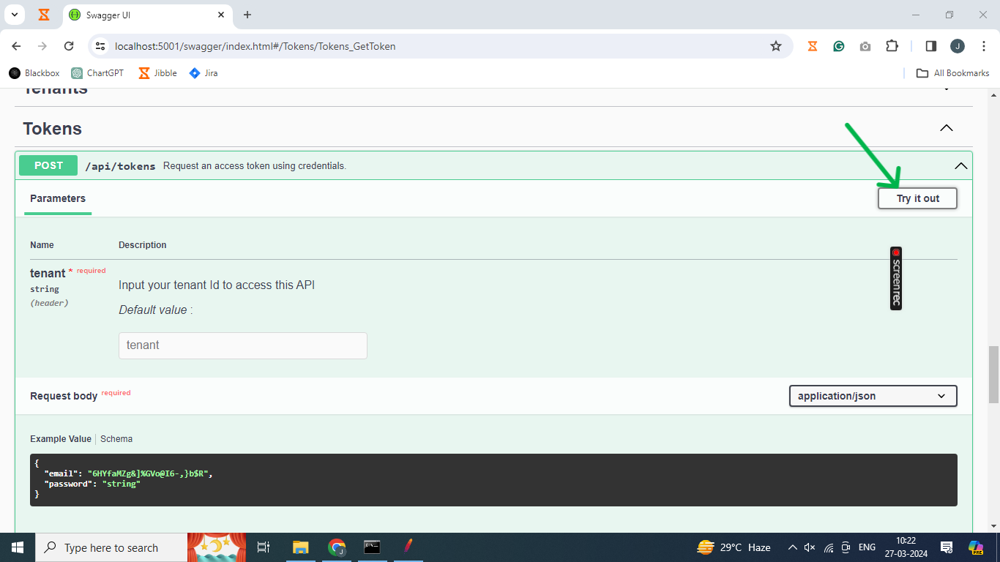 Swagger UI
localhost:5001/swagger/index.html#/Tokens/Tokens_GetToken
J
Blackbox
ChatGPT
Jibble
Jira
All Bookmarks
Tenants
Tokens
POST /api/tokens Request an access token using credentials.
Parameters
Try it out
Name Description
tenant * required
string
(header)
Input your tenant Id to access this API
Default value :
tenant
screenrec
Request body required
application/json
Example Value Schema
{
"email": "6HYfaMZg&]%GVo@I6-,}b$R",
"password": "string"
}
Type here to search
J
29°C Haze
ENG
10:22
27-03-2024
PRE